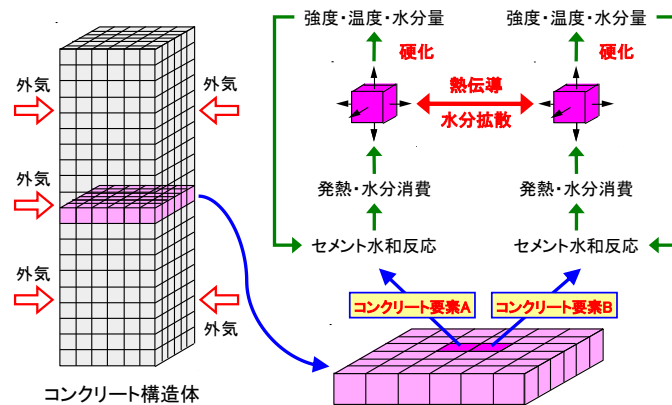 強度・温度・水分量
強度・温度・水分量
硬化
硬化
外気
外気
熱伝導
水分拡散
外気
発熱・水分消費
発熱・水分消費
セメント水和反応
セメント水和反応
外気
外気
コンクリート要素A
コンクリート要素B
コンクリート構造体